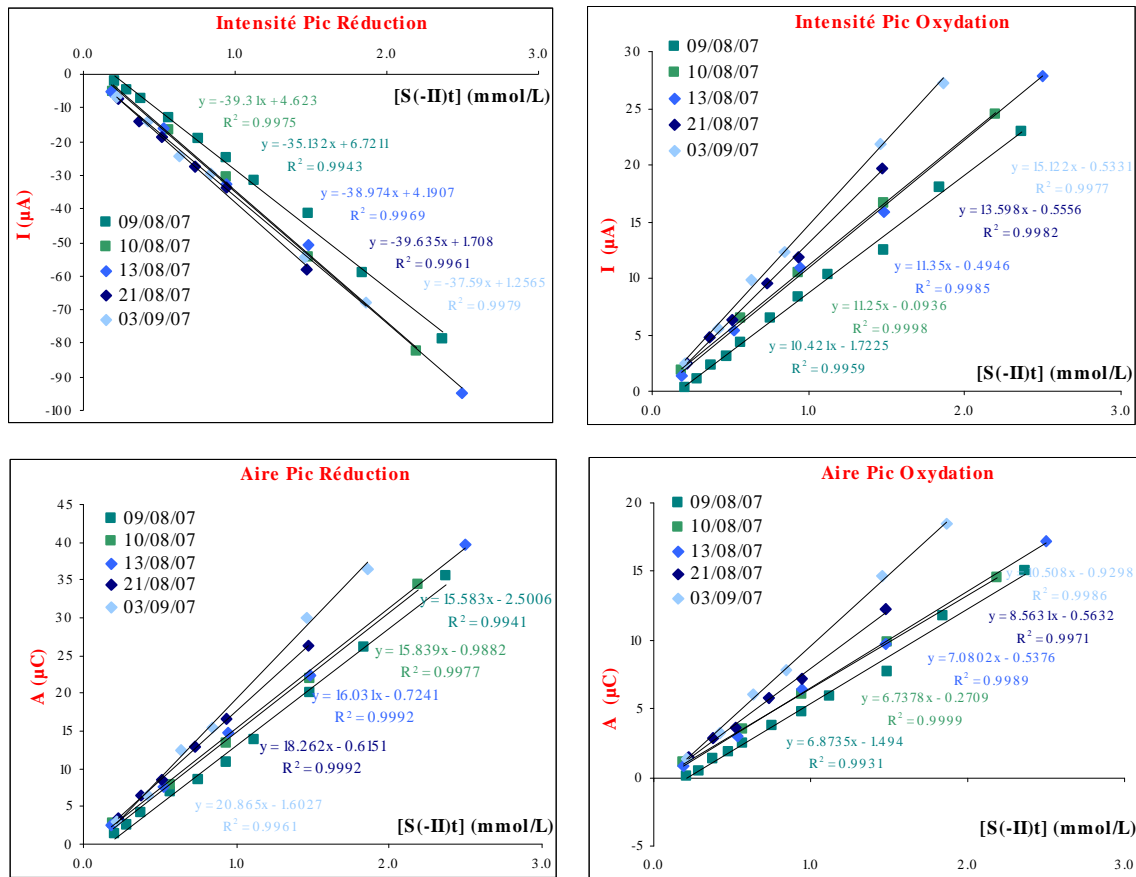 Intensité Pic Réduction
0.0 1.0 2.0 3.0
[S(-II)t] (mmol/L)
0
-10
-20
-30
-40
-50
-60
-70
-80
-90
-100
I (µA)
y = -39.31x + 4.623
R² = 0.9975
y = -35.132x + 6.7211
R² = 0.9943
y = -38.974x + 4.1907
R² = 0.9969
y = -39.635x + 1.708
R² = 0.9961
y = -37.59x + 1.2565
R² = 0.9979
09/08/07
10/08/07
13/08/07
21/08/07
03/09/07
Intensité Pic Oxydation
30
25
20
15
10
5
0
I (µA)
09/08/07
10/08/07
13/08/07
21/08/07
03/09/07
y = 15.122x - 0.5331
R² = 0.9977
y = 13.598x - 0.5556
R² = 0.9982
y = 11.35x - 0.4946
R² = 0.9985
y = 11.25x - 0.0936
R² = 0.9998
y = 10.421x - 1.7225
R² = 0.9959
[S(-II)t] (mmol/L)
0.0 1.0 2.0 3.0
Aire Pic Réduction
45
40
35
30
25
20
15
10
5
0
A (µC)
09/08/07
10/08/07
13/08/07
21/08/07
03/09/07
y = 15.583x - 2.5006
R² = 0.9941
y = 15.839x - 0.9882
R² = 0.9977
y = 16.031x - 0.7241
R² = 0.9992
y = 18.262x - 0.6151
R² = 0.9992
y = 20.865x - 1.6027
R² = 0.9961
[S(-II)t] (mmol/L)
0.0 1.0 2.0 3.0
Aire Pic Oxydation
20
15
10
5
0
-5
A (µC)
09/08/07
10/08/07
13/08/07
21/08/07
03/09/07
y = 10.508x - 0.9298
R² = 0.9986
y = 8.5631x - 0.5632
R² = 0.9971
y = 7.0802x - 0.5376
R² = 0.9989
y = 6.7378x - 0.2709
R² = 0.9999
y = 6.8735x - 1.494
R² = 0.9931
[S(-II)t] (mmol/L)
0.0 1.0 2.0 3.0